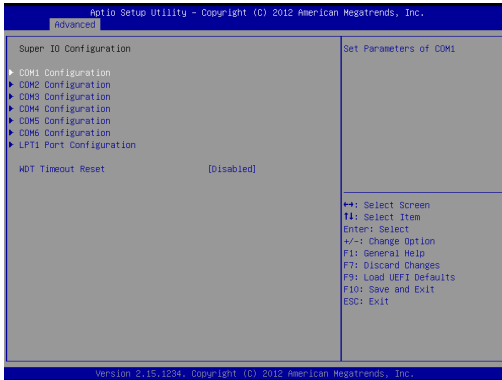 Aptio Setup Utility – Copyright (C) 2012 American Megatrends, Inc.
Advanced
Super IO Configuration
COM1 Configuration
COM2 Configuration
COM3 Configuration
COM4 Configuration
COM5 Configuration
COM6 Configuration
LPT1 Port Configuration
WDT Timeout Reset [Disabled]
Set Parameters of COM1
↔: Select Screen
↑↓: Select Item
Enter: Select
+/-: Change Option
F1: General Help
F7: Discard Changes
F9: Load UEFI Defaults
F10: Save and Exit
ESC: Exit
Version 2.15.1234. Copyright (C) 2012 American Megatrends, Inc.